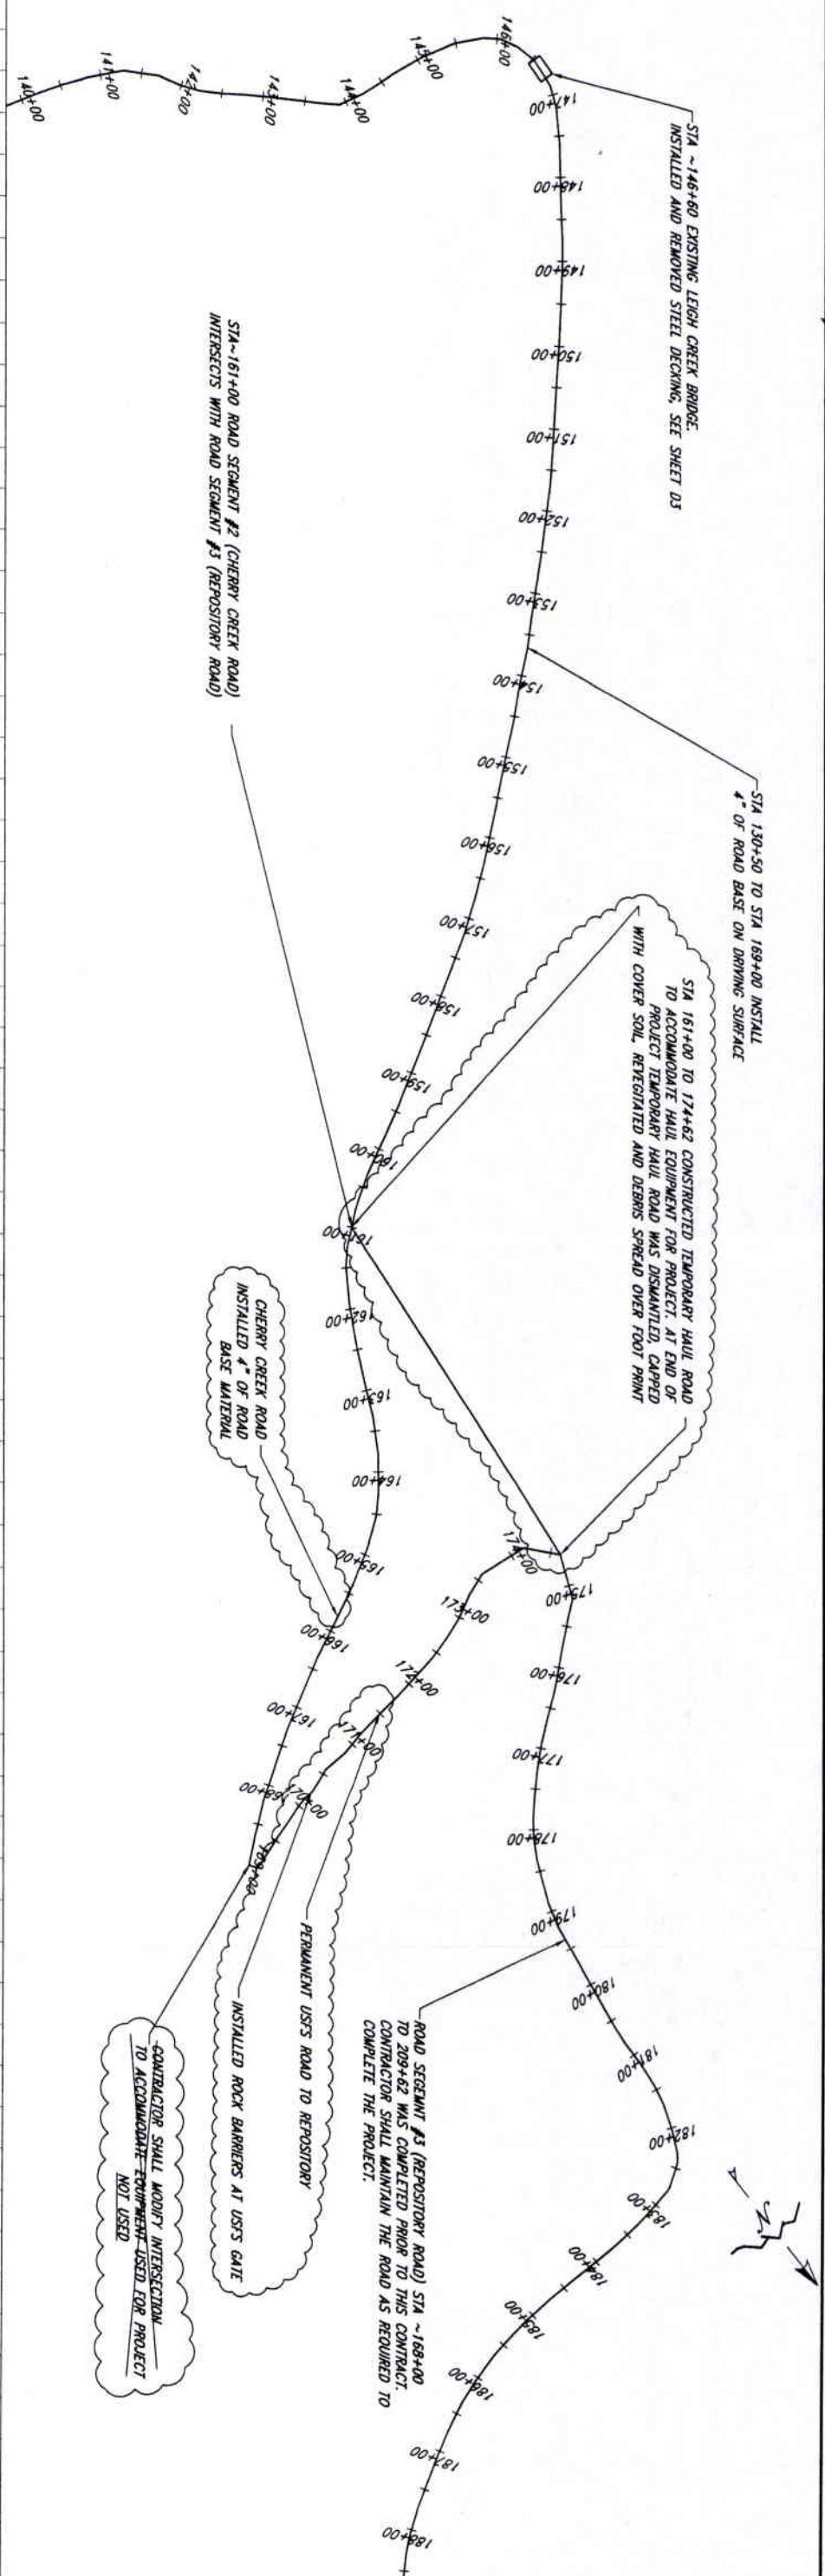 STA ~146+60 EXISTING LEIGH CREEK BRIDGE.
INSTALLED AND REMOVED STEEL DECKING, SEE SHEET D3
STA 130+50 TO STA 169+00 INSTALL
4" OF ROAD BASE ON DRIVING SURFACE
STA 161+00 TO 174+62 CONSTRUCTED TEMPORARY HAUL ROAD
TO ACCOMMODATE HAUL EQUIPMENT FOR PROJECT. AT END OF
PROJECT TEMPORARY HAUL ROAD WAS DISMANTLED, CAPPED
WITH COVER SOIL, REVEGITATED AND DEBRIS SPREAD OVER FOOT PRINT
STA~161+00 ROAD SEGMENT #2 (CHERRY CREEK ROAD)
INTERSECTS WITH ROAD SEGMENT #3 (REPOSITORY ROAD)
CHERRY CREEK ROAD
INSTALLED 4" OF ROAD
BASE MATERIAL
ROAD SEGEMNT #3 (REPOSITORY ROAD) STA ~168+00
TO 209+62 WAS COMPLETED PRIOR TO THIS CONTRACT.
CONTRACTOR SHALL MAINTAIN THE ROAD AS REQUIRED TO
COMPLETE THE PROJECT.
PERMANENT USFS ROAD TO REPOSITORY
INSTALLED ROCK BARRIERS AT USFS GATE
CONTRACTOR SHALL MODIFY INTERSECTION
TO ACCOMMODATE EQUIPMENT USED FOR PROJECT
NOT USED
140+00
141+00
142+00
143+00
144+00
145+00
146+00
147+00
148+00
149+00
150+00
151+00
152+00
153+00
154+00
155+00
156+00
157+00
158+00
159+00
160+00
161+00
162+00
163+00
164+00
165+00
166+00
167+00
168+00
169+00
170+00
171+00
172+00
173+00
174+00
175+00
176+00
177+00
178+00
179+00
180+00
181+00
182+00
183+00
184+00
185+00
186+00
187+00
188+00
N